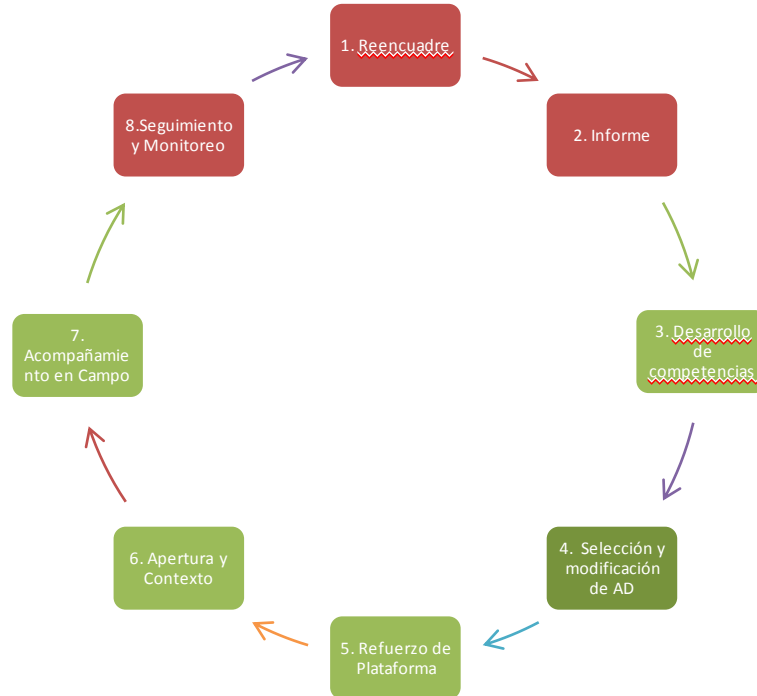 1. Reencuadre
2. Informe
3. Desarrollo
de
competencias
4. Selección y
modificación
de AD
5. Refuerzo de
Plataforma
6. Apertura y
Contexto
7.
Acompañamie
nto en Campo
8.Seguimiento
y Monitoreo